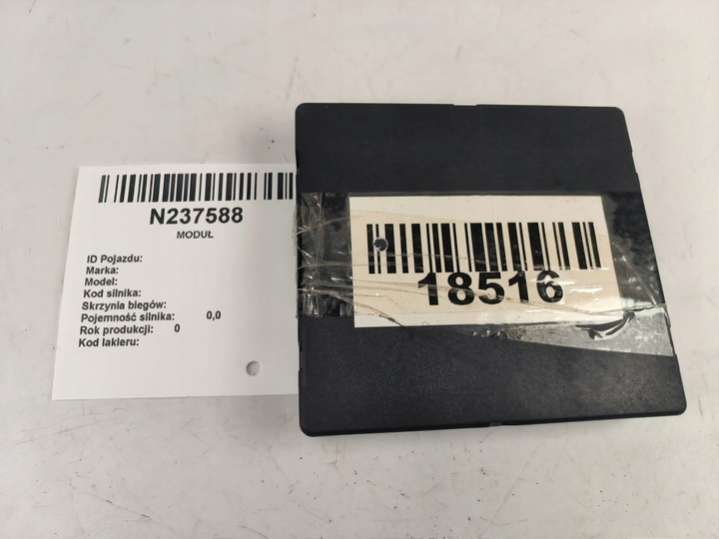 N237588
MODUŁ
ID Pojazdu:
Marka:
Model:
Kod silnika:
Skrzynia biegów:
Pojemność silnika: 0,0
Rok produkcji: 0
Kod lakieru:
18516